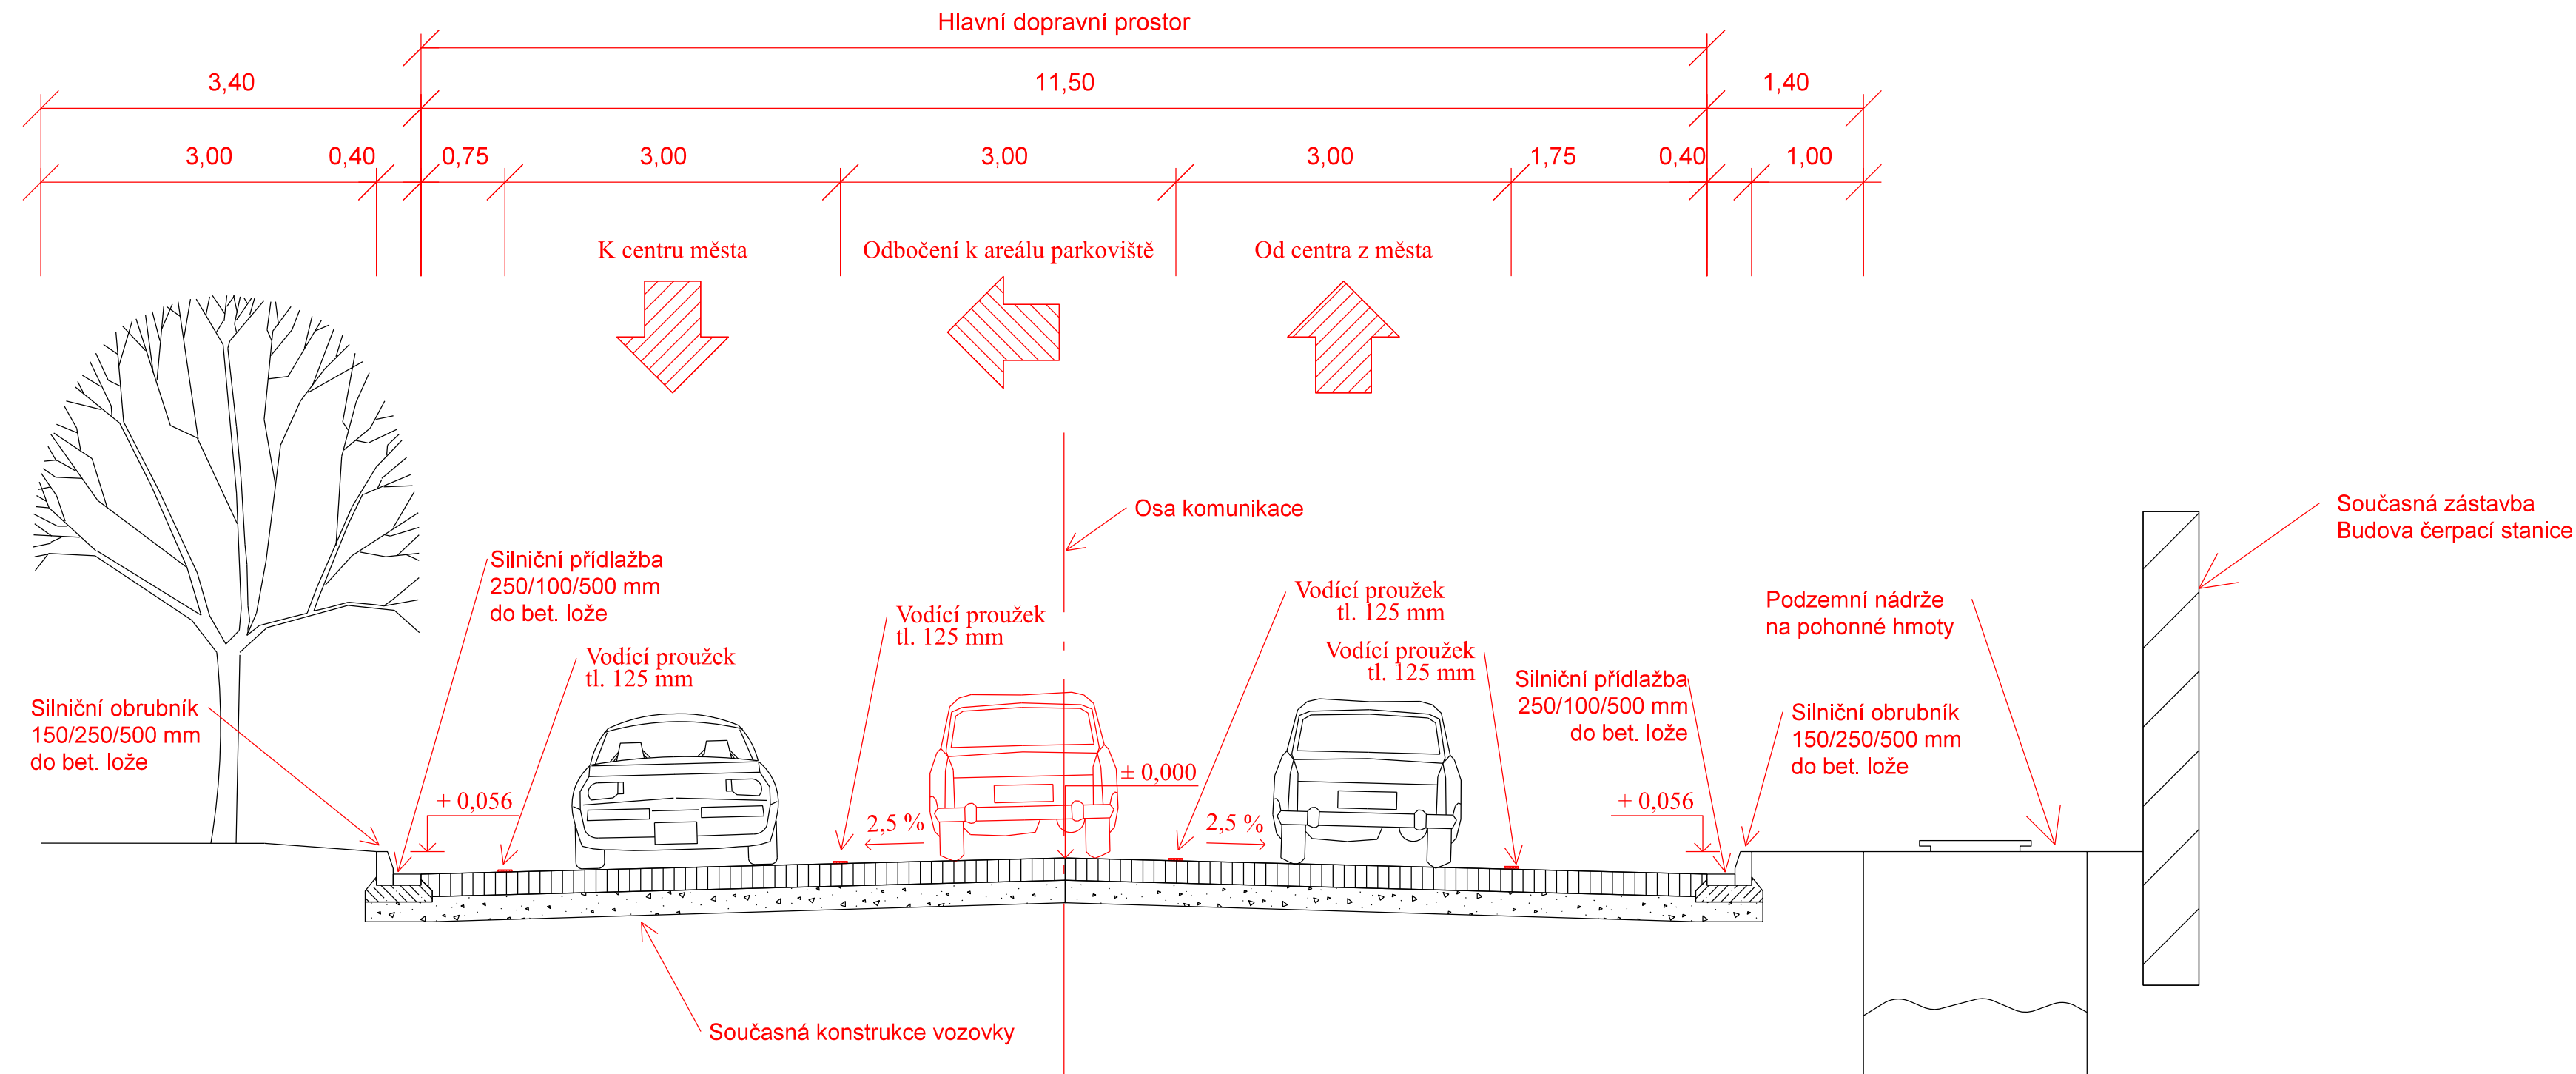 Hlavní dopravní prostor
3,40
11,50
1,40
3,00
0,40
0,75
3,00
3,00
3,00
1,75
0,40
1,00
K centru města
Odbočení k areálu parkoviště
Od centra z města
Osa komunikace
Současná zástavba
Budova čerpací stanice
Silniční přídlažba
250/100/500 mm
do bet. lože
Vodící proužek
tl. 125 mm
Vodící proužek
tl. 125 mm
Vodící proužek
tl. 125 mm
Vodící proužek
tl. 125 mm
Podzemní nádrže
na pohonné hmoty
Silniční přídlažba
250/100/500 mm
do bet. lože
Silniční obrubník
150/250/500 mm
do bet. lože
Silniční obrubník
150/250/500 mm
do bet. lože
+ 0,056
2,5 %
± 0,000
2,5 %
+ 0,056
Současná konstrukce vozovky